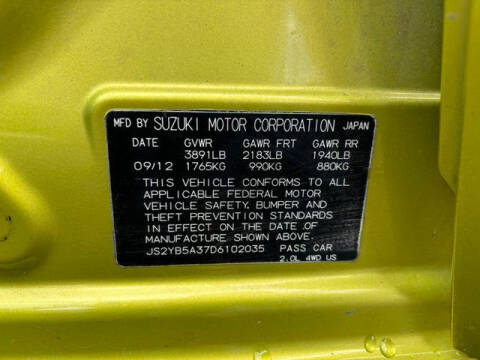 MFD BY SUZUKI MOTOR CORPORATION JAPAN
DATE GVWR GAWR FRT GAWR RR
3891LB 2183LB 1940LB
09/12 1765KG 990KG 880KG
THIS VEHICLE CONFORMS TO ALL
APPLICABLE FEDERAL MOTOR
VEHICLE SAFETY, BUMPER AND
THEFT PREVENTION STANDARDS
IN EFFECT ON THE DATE OF
MANUFACTURE SHOWN ABOVE.
JS2YB5A37D6102035 PASS CAR
2.0L 4WD US